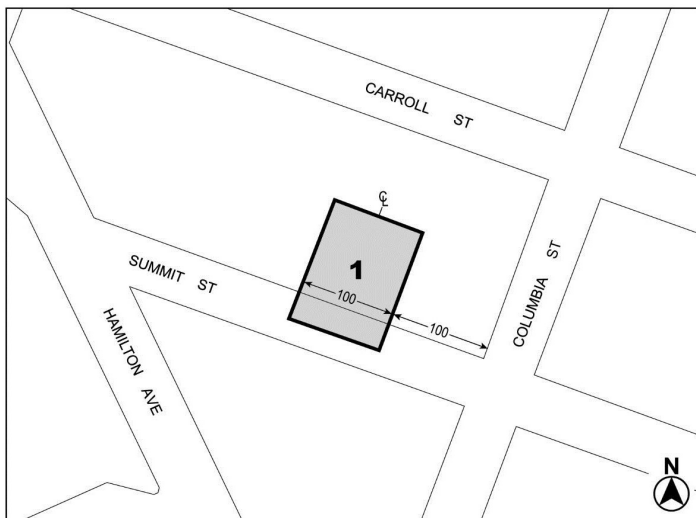 CARROLL ST
℄
1
SUMMIT ST
100
100
COLUMBIA ST
HAMILTON AVE
N